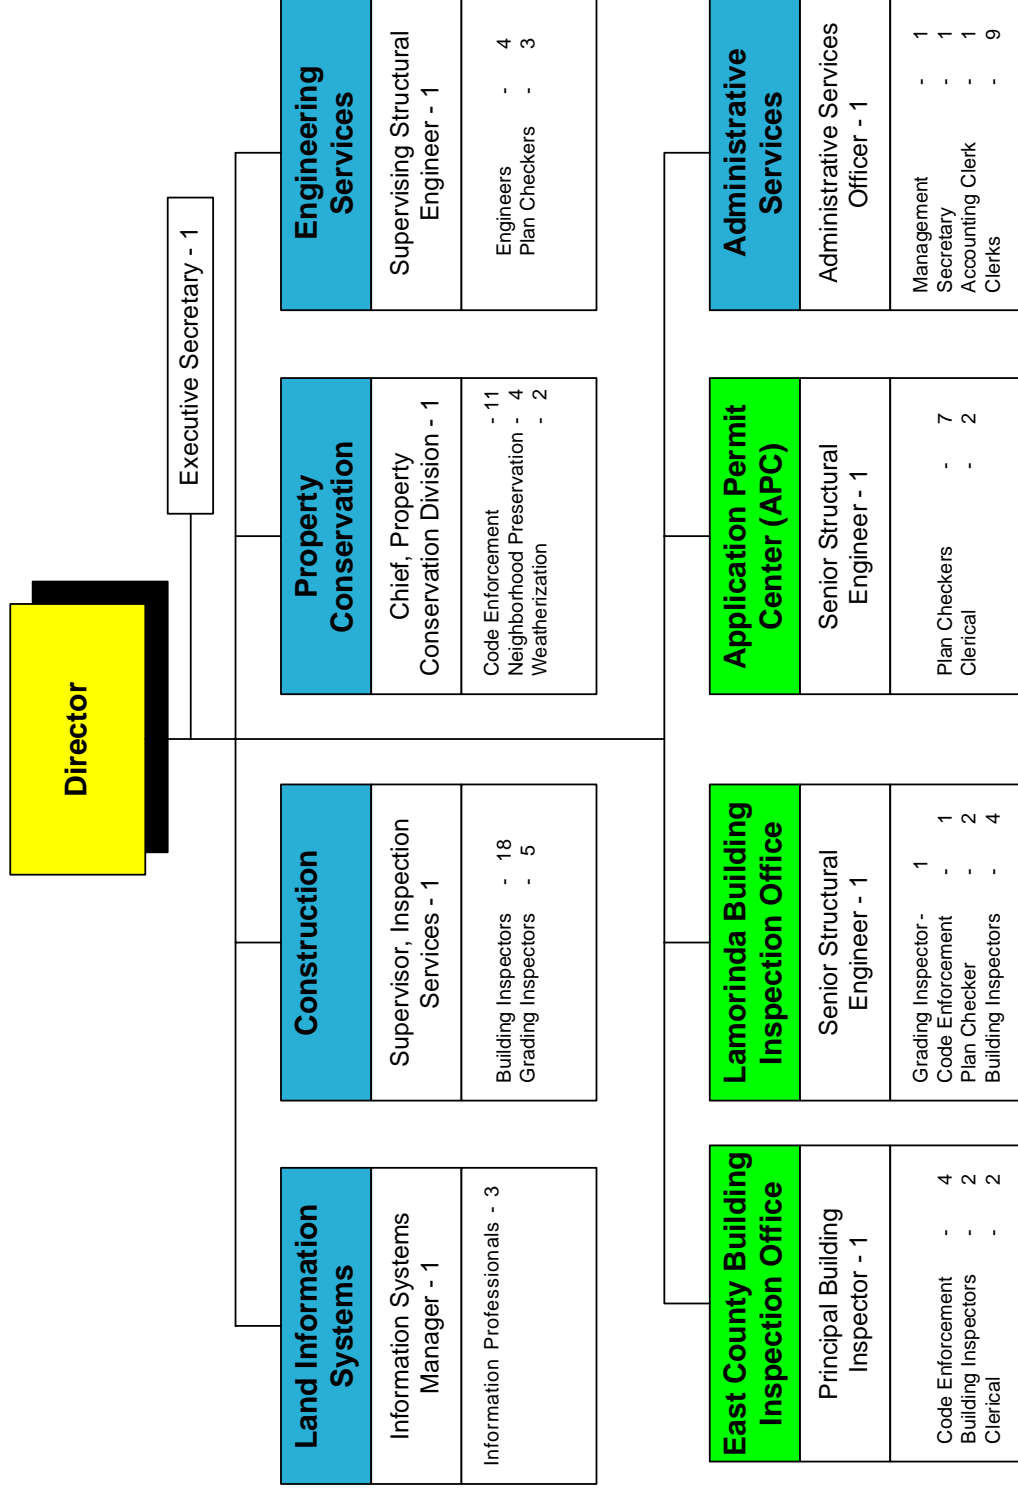 Director
Executive Secretary - 1
Land Information
Systems
Information Systems
Manager - 1
Information Professionals - 3
Construction
Supervisor, Inspection
Services - 1
Building Inspectors - 18
Grading Inspectors - 5
Property
Conservation
Chief, Property
Conservation Division - 1
Code Enforcement - 11
Neighborhood Preservation - 4
Weatherization - 2
Engineering
Services
Supervising Structural
Engineer - 1
Engineers - 4
Plan Checkers - 3
East County Building
Inspection Office
Principal Building
Inspector - 1
Code Enforcement - 4
Building Inspectors - 2
Clerical - 2
Lamorinda Building
Inspection Office
Senior Structural
Engineer - 1
Grading Inspector - 1
Code Enforcement - 1
Plan Checker - 2
Building Inspectors - 4
Application Permit
Center (APC)
Senior Structural
Engineer - 1
Plan Checkers - 7
Clerical - 2
Administrative
Services
Administrative Services
Officer - 1
Management - 1
Secretary - 1
Accounting Clerk - 1
Clerks - 9